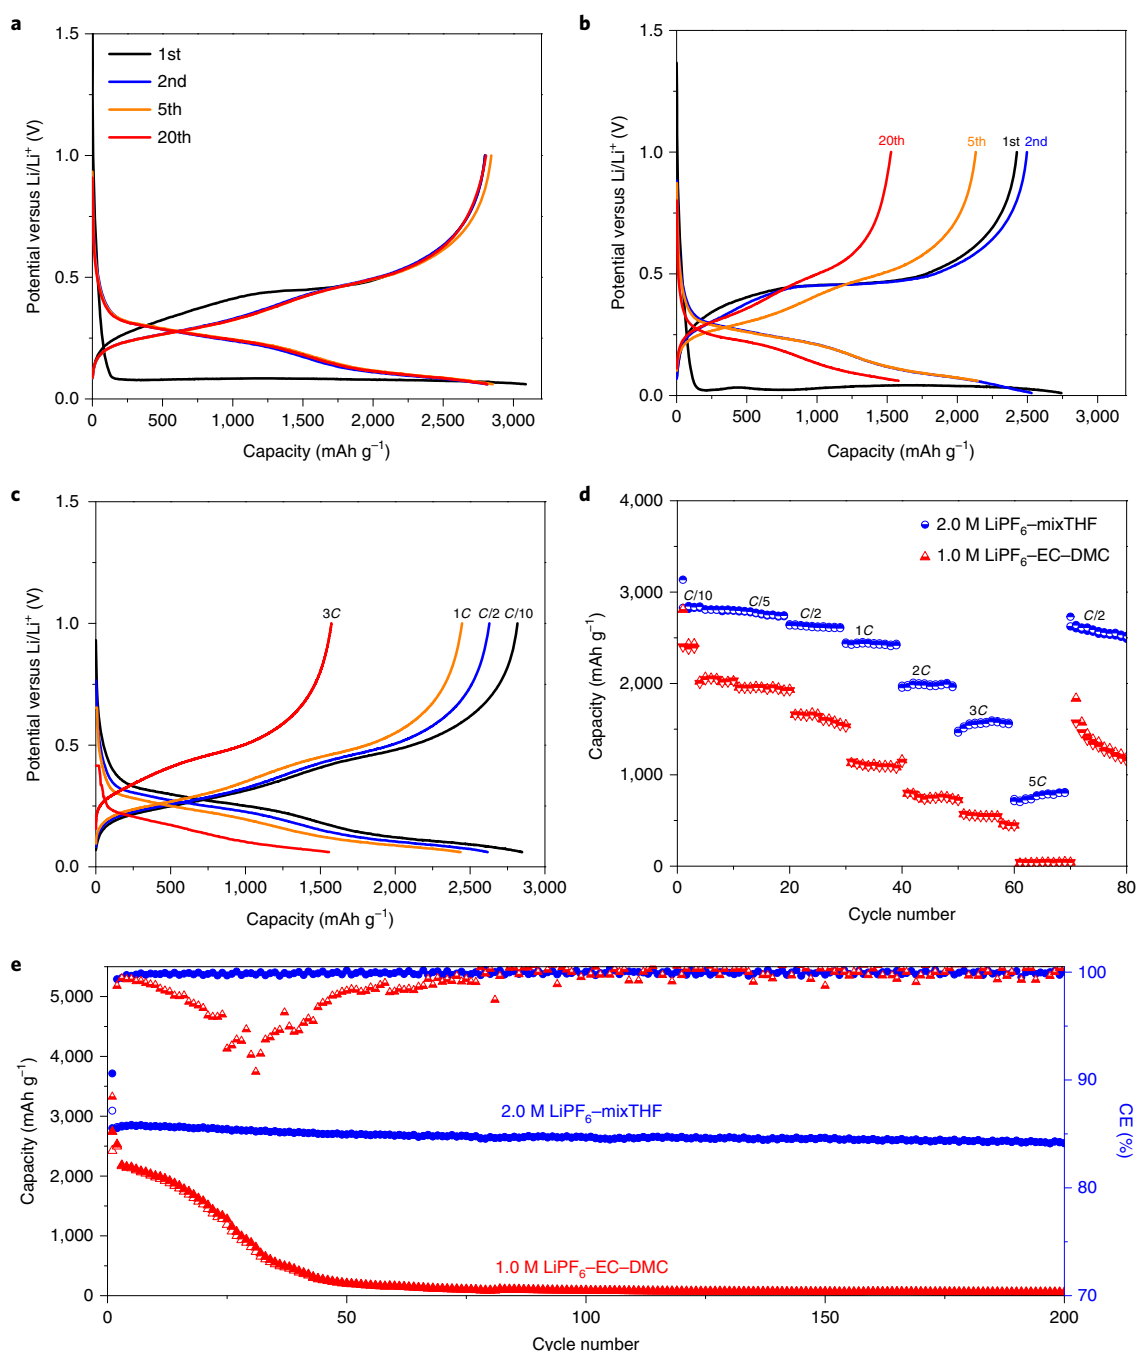 a
1st
2nd
5th
20th
1.5
1.0
0.5
0.0
Potential versus Li/Li⁺ (V)
0 500 1,000 1,500 2,000 2,500 3,000
Capacity (mAh g⁻¹)
b
1.5
1.0
0.5
0.0
Potential versus Li/Li⁺ (V)
20th 5th 1st 2nd
0 500 1,000 1,500 2,000 2,500 3,000
Capacity (mAh g⁻¹)
c
1.5
1.0
0.5
0.0
Potential versus Li/Li⁺ (V)
3C 1C C/2 C/10
0 500 1,000 1,500 2,000 2,500 3,000
Capacity (mAh g⁻¹)
d
4,000
3,000
2,000
1,000
0
Capacity (mAh g⁻¹)
2.0 M LiPF₆–mixTHF
1.0 M LiPF₆–EC–DMC
C/10
C/5
C/2
1C
2C
3C
5C
C/2
0 20 40 60 80
Cycle number
e
5,000
4,000
3,000
2,000
1,000
0
Capacity (mAh g⁻¹)
2.0 M LiPF₆–mixTHF
1.0 M LiPF₆–EC–DMC
100
90
80
70
CE (%)
0 50 100 150 200
Cycle number